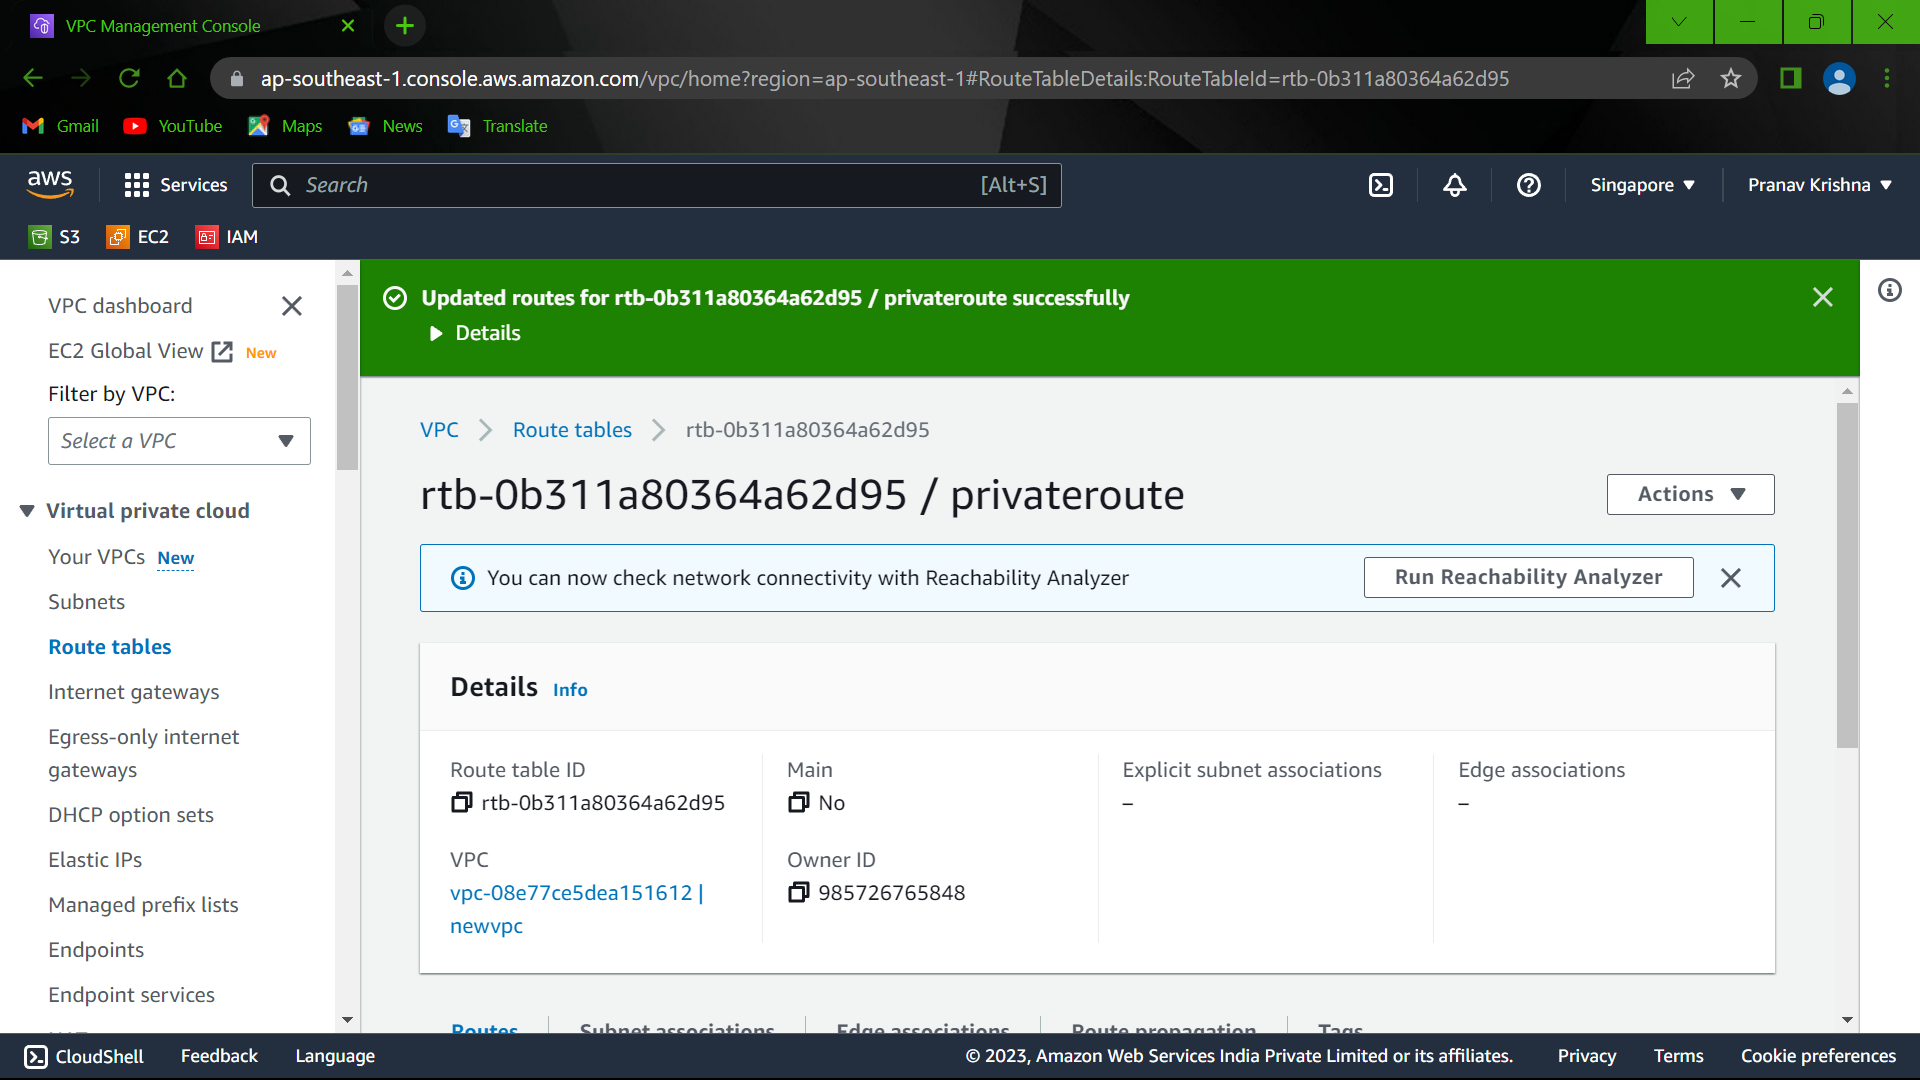 VPC Management Console
ap-southeast-1.console.aws.amazon.com/vpc/home?region=ap-southeast-1#RouteTableDetails:RouteTableId=rtb-0b311a80364a62d95
Gmail YouTube Maps News Translate
aws Services Search [Alt+S] Singapore Pranav Krishna
S3 EC2 IAM
VPC dashboard
EC2 Global View New
Filter by VPC:
Select a VPC
Virtual private cloud
Your VPCs New
Subnets
Route tables
Internet gateways
Egress-only internet
gateways
DHCP option sets
Elastic IPs
Managed prefix lists
Endpoints
Endpoint services
Updated routes for rtb-0b311a80364a62d95 / privateroute successfully
Details
VPC Route tables rtb-0b311a80364a62d95
rtb-0b311a80364a62d95 / privateroute
Actions
You can now check network connectivity with Reachability Analyzer
Run Reachability Analyzer
Details Info
Route table ID
rtb-0b311a80364a62d95
Main
No
Explicit subnet associations
–
Edge associations
–
VPC
vpc-08e77ce5dea151612 |
newvpc
Owner ID
985726765848
Routes Subnet associations Edge associations Route propagation Tags
CloudShell Feedback Language © 2023, Amazon Web Services India Private Limited or its affiliates. Privacy Terms Cookie preferences